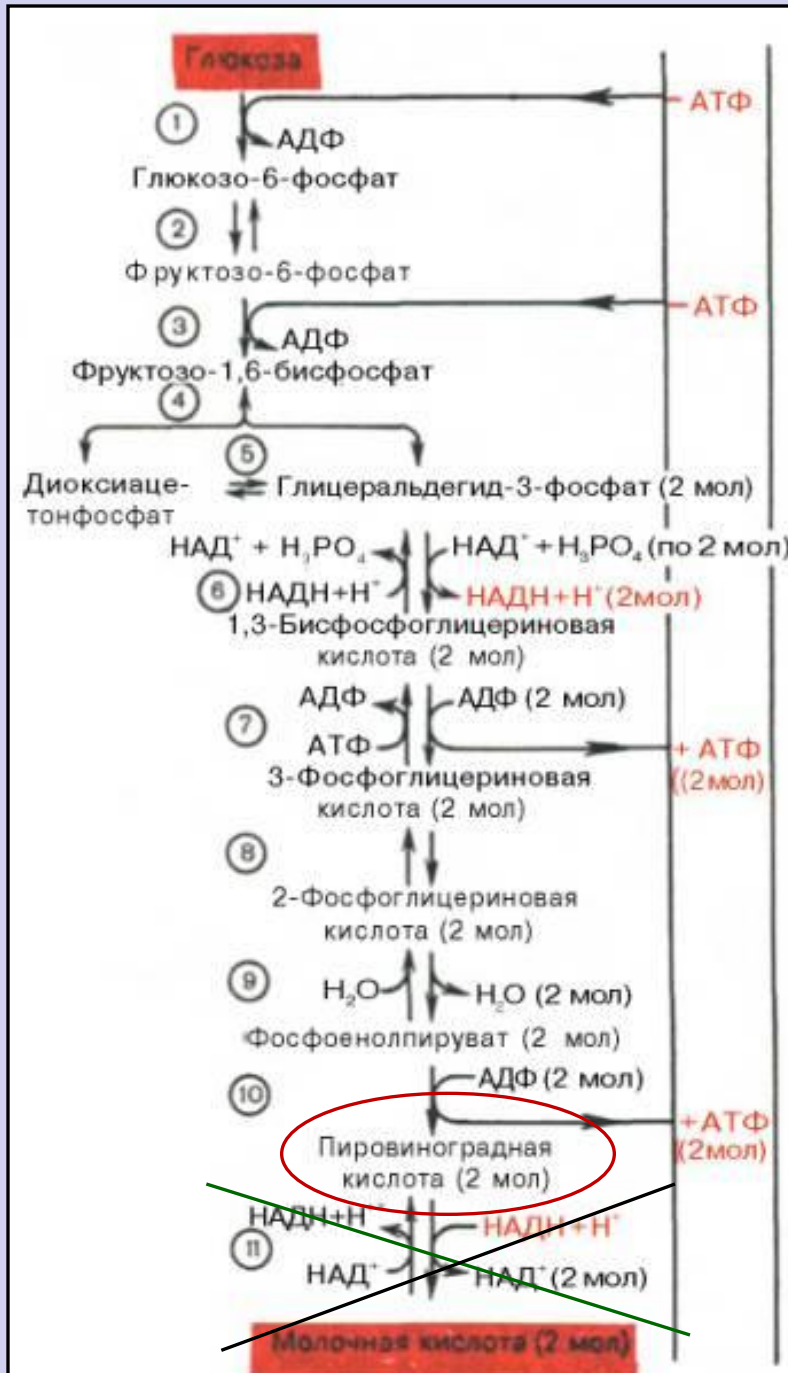 Глюкоза
- АТФ
1
АДФ
Глюкозо-6-фосфат
2
Фруктозо-6-фосфат
- АТФ
3
АДФ
Фруктозо-1,6-бисфосфат
4
5
Диоксиаце-
тонфосфат
Глицеральдегид-3-фосфат (2 мол)
НАД⁺ + H₃PO₄
НАД⁺ + H₃PO₄ (по 2 мол)
6
НАДН+Н⁺
НАДН+Н⁺ (2мол)
1,3-Бисфосфоглицериновая
кислота (2 мол)
АДФ
АДФ (2 мол)
7
АТФ
+ АТФ
((2мол)
3-Фосфоглицериновая
кислота (2 мол)
8
2-Фосфоглицериновая
кислота (2 мол)
9
H₂O
H₂O (2 мол)
Фосфоенолпируват (2 мол)
10
АДФ (2 мол)
+АТФ
(2мол)
Пировиноградная
кислота (2 мол)
НАДН+Н⁺
НАДН+Н⁺
11
НАД⁺
НАД⁺(2 мол)
Молочная кислота (2 мол)